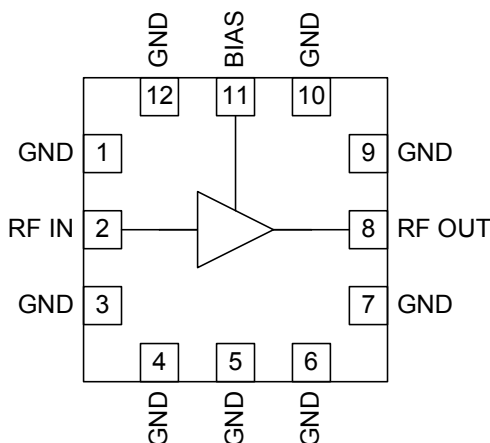 GND BIAS GND
12 11 10
GND 1 9 GND
RF IN 2 8 RF OUT
GND 3 7 GND
4 5 6
GND GND GND